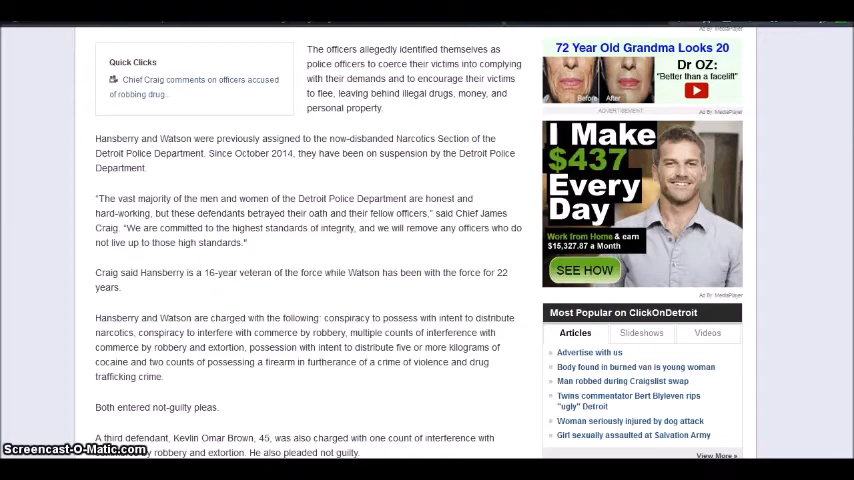 Quick Clicks
Chief Craig comments on officers accused
of robbing drug...
The officers allegedly identified themselves as
police officers to coerce their victims into complying
with their demands and to encourage their victims
to flee, leaving behind illegal drugs, money, and
personal property.
Hansberry and Watson were previously assigned to the now-disbanded Narcotics Section of the
Detroit Police Department. Since October 2014, they have been on suspension by the Detroit Police
Department.
"The vast majority of the men and women of the Detroit Police Department are honest and
hard-working, but these defendants betrayed their oath and their fellow officers," said Chief James
Craig. "We are committed to the highest standards of integrity, and we will remove any officers who do
not live up to those high standards."
Craig said Hansberry is a 16-year veteran of the force while Watson has been with the force for 22
years.
Hansberry and Watson are charged with the following: conspiracy to possess with intent to distribute
narcotics, conspiracy to interfere with commerce by robbery, multiple counts of interference with
commerce by robbery and extortion, possession with intent to distribute five or more kilograms of
cocaine and two counts of possessing a firearm in furtherance of a crime of violence and drug
trafficking crime.
Both entered not-guilty pleas.
A third defendant, Kevlin Omar Brown, 45, was also charged with one count of interference with
commerce by robbery and extortion. He also pleaded not guilty.
Ad By: MediaPlayer
72 Year Old Grandma Looks 20
Dr OZ:
"Better than a facelift"
Before After
ADVERTISEMENT
Ad By: MediaPlayer
I Make
$437
Every
Day
Work from Home & earn
$15,327.87 a Month
SEE HOW
Ad By: MediaPlayer
Most Popular on ClickOnDetroit
Articles Slideshows Videos
Advertise with us
Body found in burned van is young woman
Man robbed during Craigslist swap
Twins commentator Bert Blyleven rips
"ugly" Detroit
Woman seriously injured by dog attack
Girl sexually assaulted at Salvation Army
View More »
Screencast-O-Matic.com